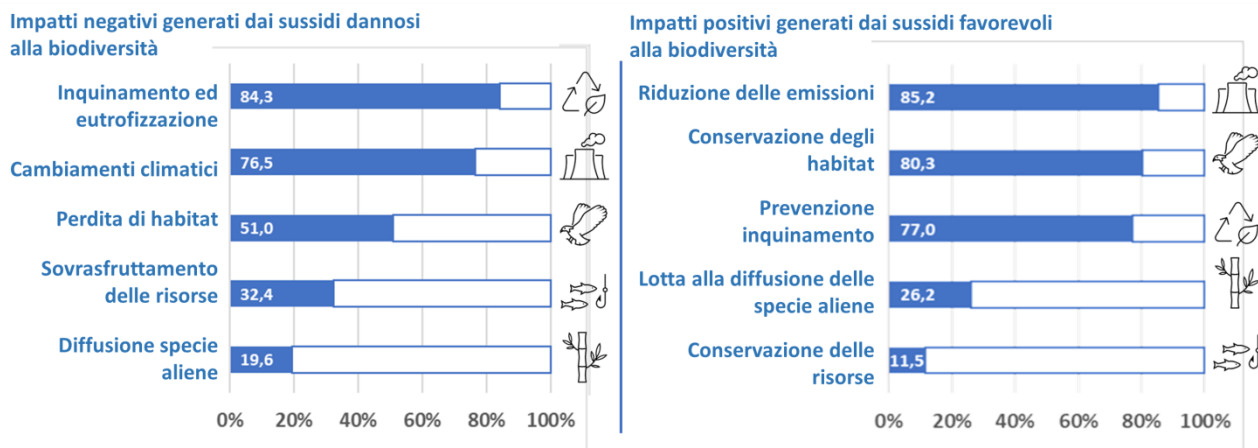 Impatti negativi generati dai sussidi dannosi
alla biodiversità
Inquinamento ed
eutrofizzazione
84,3
Cambiamenti climatici
76,5
Perdita di habitat
51,0
Sovrasfruttamento
delle risorse
32,4
Diffusione specie
aliene
19,6
0% 20% 40% 60% 80% 100%
Impatti positivi generati dai sussidi favorevoli
alla biodiversità
Riduzione delle emissioni
85,2
Conservazione degli
habitat
80,3
Prevenzione
inquinamento
77,0
Lotta alla diffusione delle
specie aliene
26,2
Conservazione delle
risorse
11,5
0% 20% 40% 60% 80% 100%